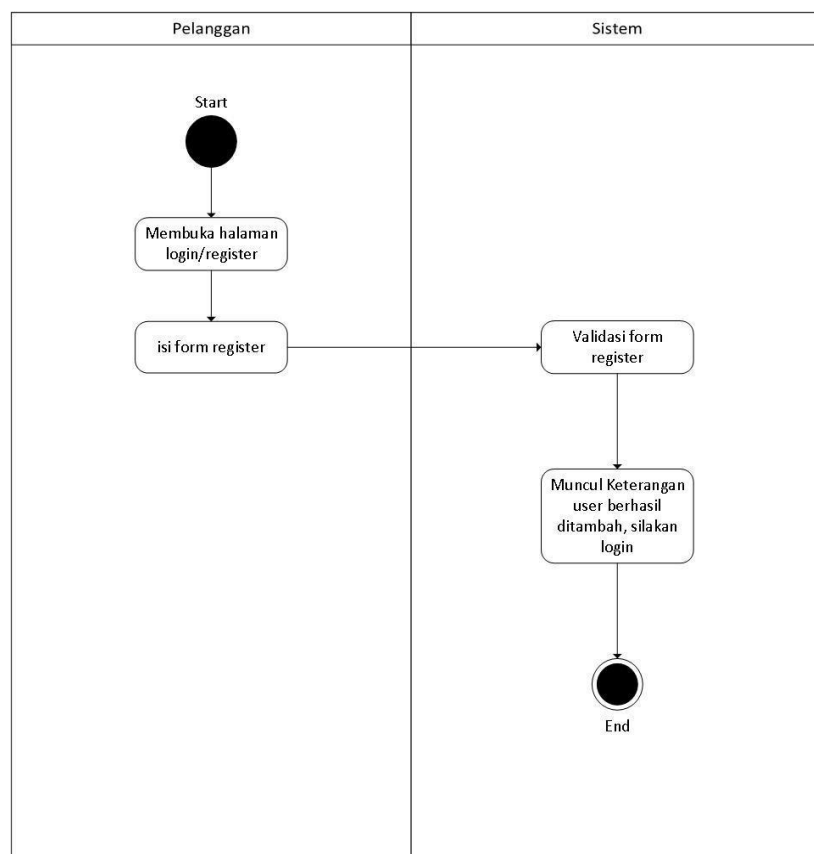 Pelanggan
Sistem
Start
Membuka halaman
login/register
isi form register
Validasi form
register
Muncul Keterangan
user berhasil
ditambah, silakan
login
End